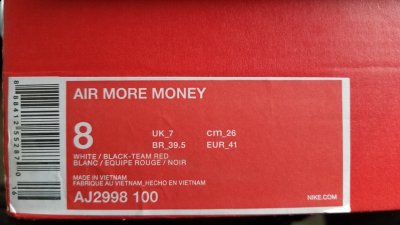 AIR MORE MONEY
8
UK_7 cm_26
BR_39.5 EUR_41
WHITE / BLACK-TEAM RED
BLANC / EQUIPE ROUGE / NOIR
MADE IN VIETNAM
FABRIQUE AU VIETNAM_HECHO EN VIETNAM
AJ2998 100
NIKE.COM